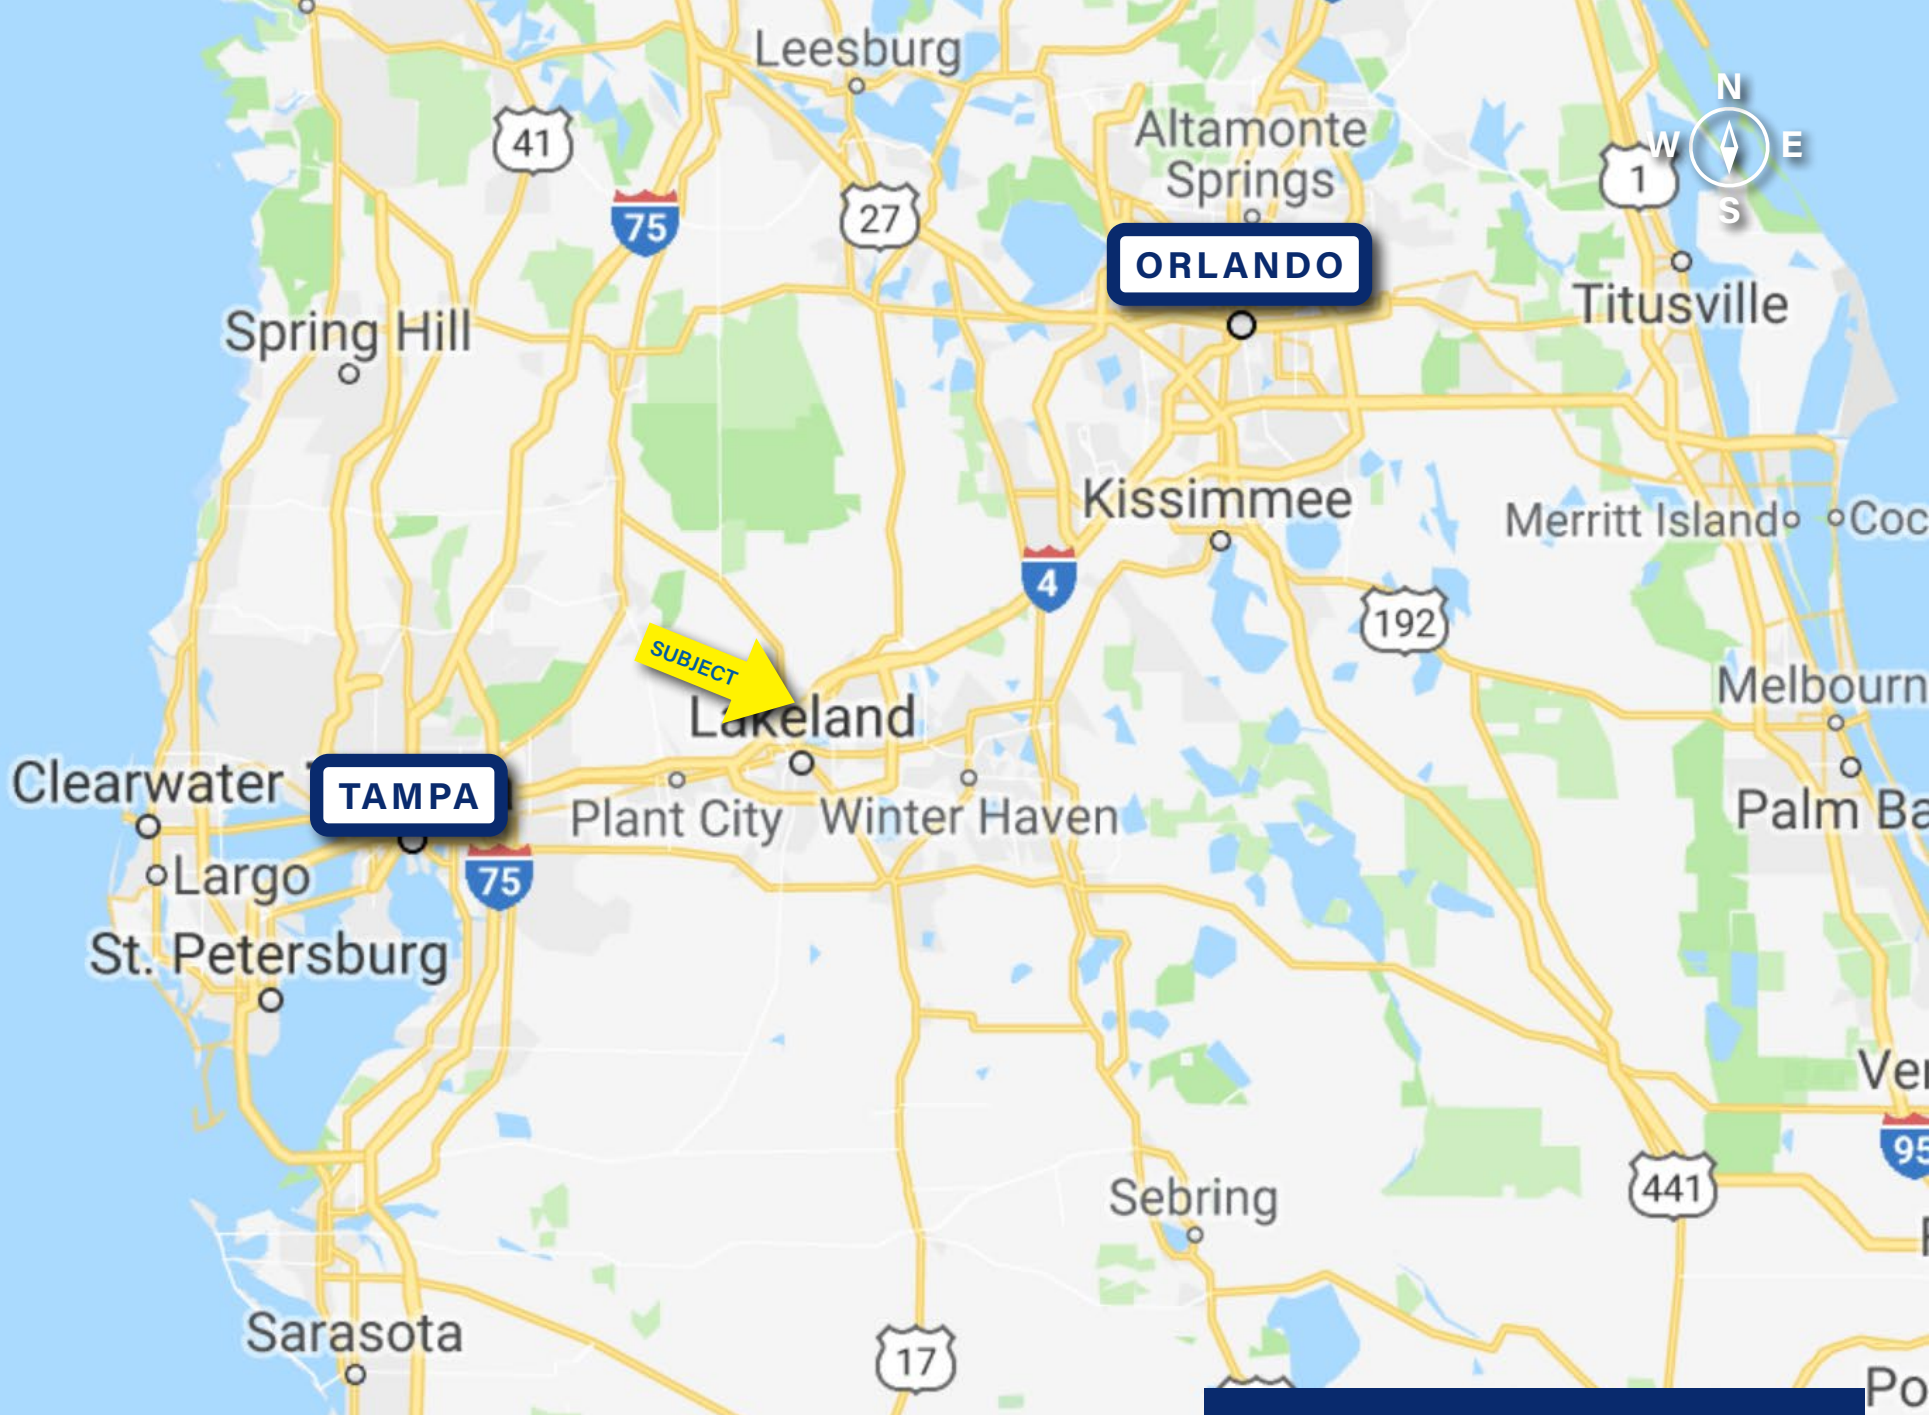 Leesburg
N
W
E
S
41
Altamonte
Springs
1
75
27
ORLANDO
Titusville
Spring Hill
Kissimmee
Merritt Island
Coc
4
192
SUBJECT
Lakeland
Melbourn
Clearwater
TAMPA
Plant City
Winter Haven
Palm Ba
Largo
75
St. Petersburg
Ver
95
441
Sebring
Sarasota
17
Po